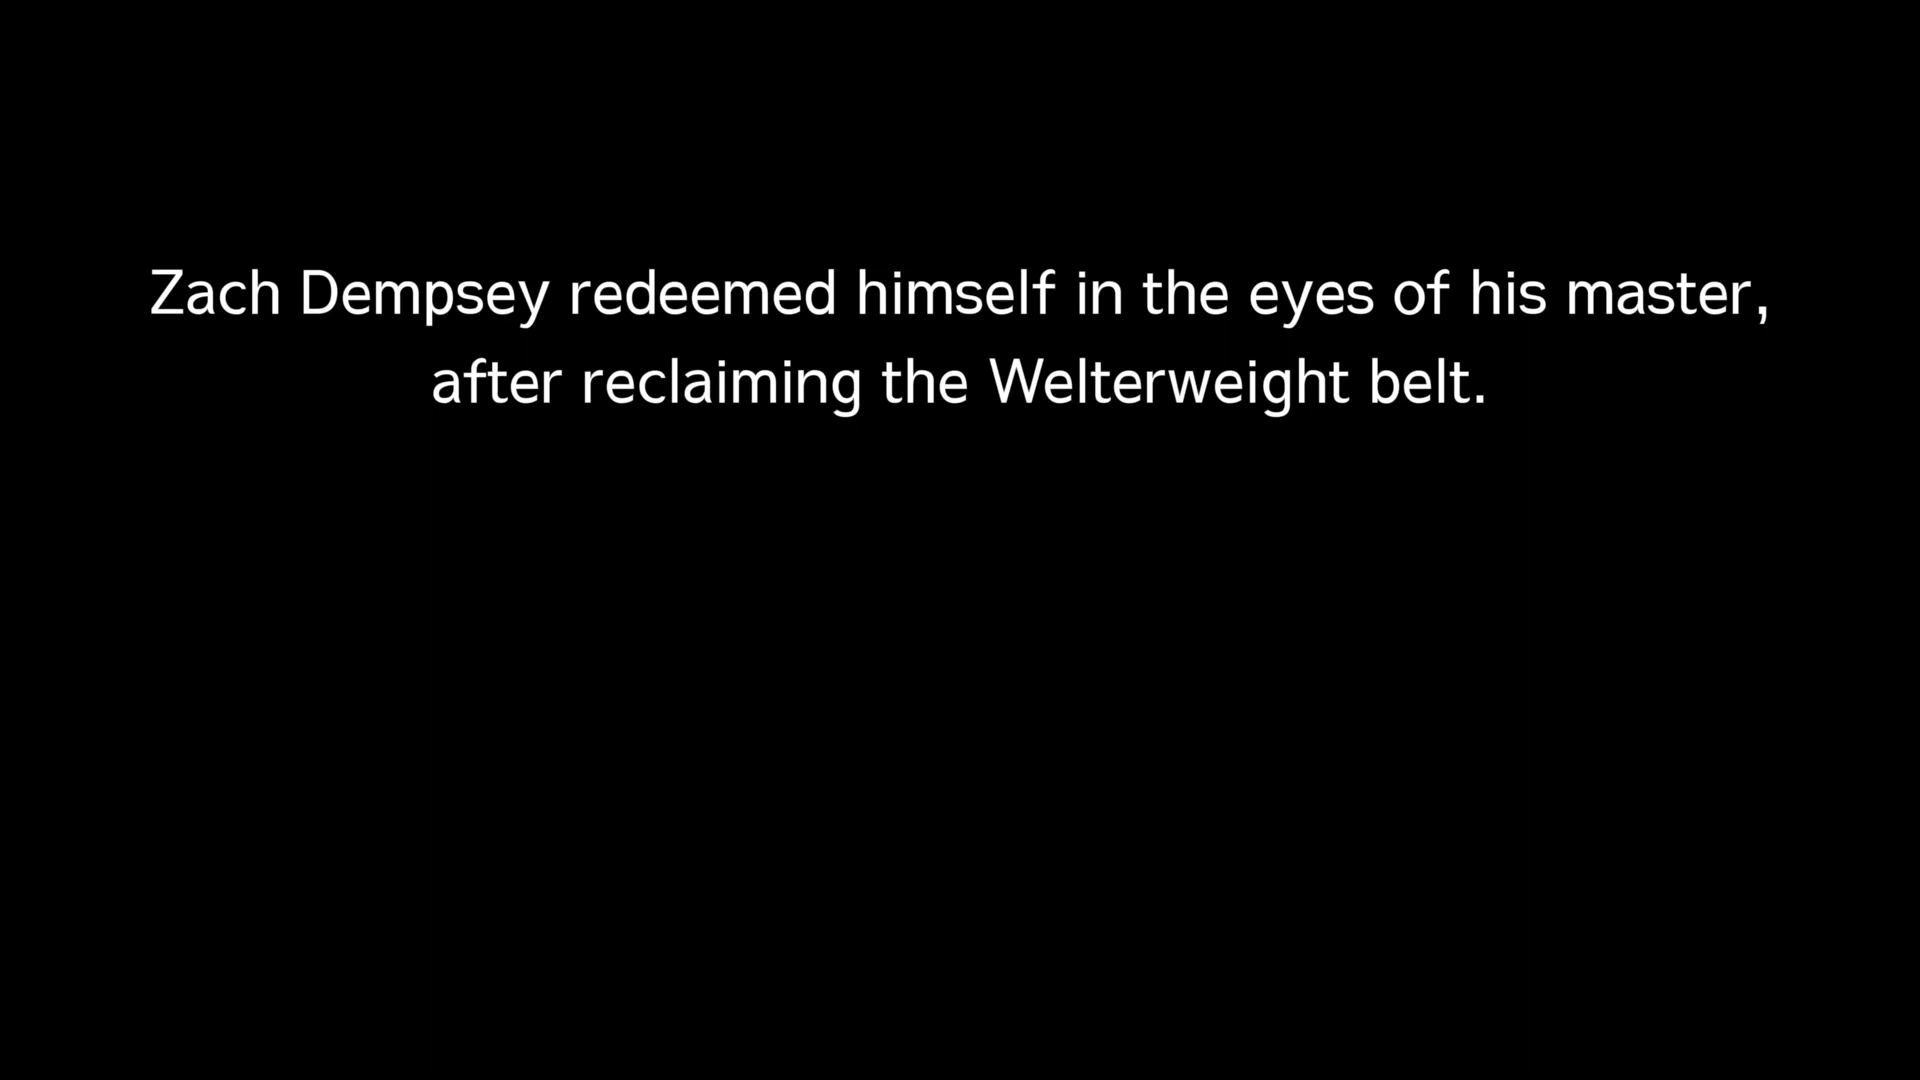 Zach Dempsey redeemed himself in the eyes of his master,
after reclaiming the Welterweight belt.